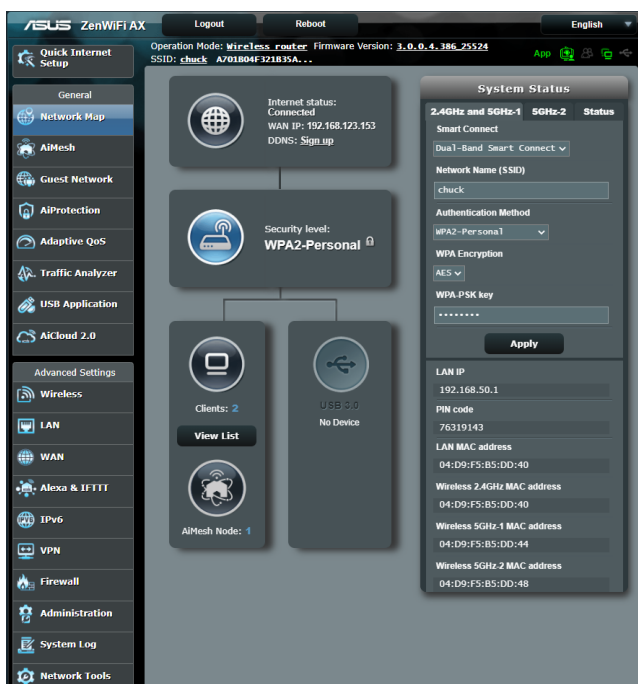 ASUS ZenWiFi AX
Logout
Reboot
English
Quick Internet Setup
Operation Mode: Wireless router Firmware Version: 3.0.0.4.386_25524
SSID: chuck A701B04F321B35A...
App
General
Network Map
AiMesh
Guest Network
AiProtection
Adaptive QoS
Traffic Analyzer
USB Application
AiCloud 2.0
Advanced Settings
Wireless
LAN
WAN
Alexa & IFTTT
IPv6
VPN
Firewall
Administration
System Log
Network Tools
Internet status:
Connected
WAN IP: 192.168.123.153
DDNS: Sign up
Security level:
WPA2-Personal
Clients: 2
View List
AiMesh Node: 1
USB 3.0
No Device
System Status
2.4GHz and 5GHz-1 5GHz-2 Status
Smart Connect
Dual-Band Smart Connect
Network Name (SSID)
chuck
Authentication Method
WPA2-Personal
WPA Encryption
AES
WPA-PSK key
········
Apply
LAN IP
192.168.50.1
PIN code
76319143
LAN MAC address
04:D9:F5:B5:DD:40
Wireless 2.4GHz MAC address
04:D9:F5:B5:DD:40
Wireless 5GHz-1 MAC address
04:D9:F5:B5:DD:44
Wireless 5GHz-2 MAC address
04:D9:F5:B5:DD:48